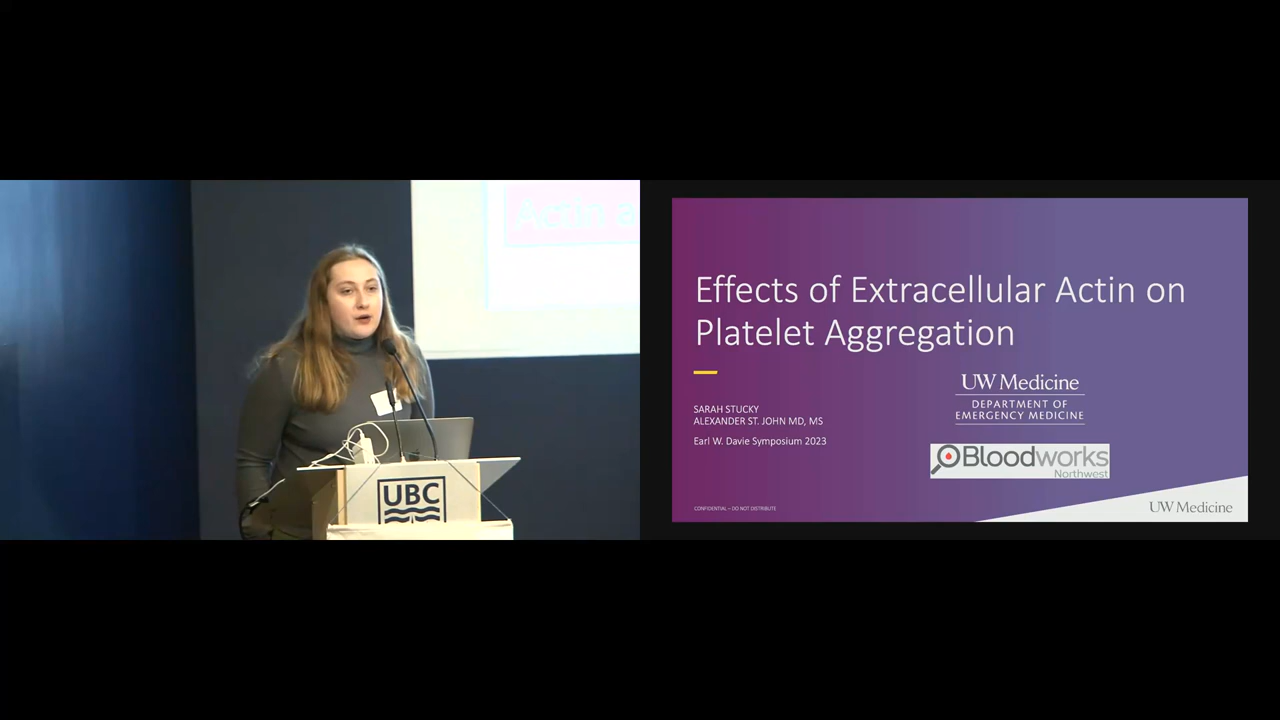 Actin a
UBC
Effects of Extracellular Actin on
Platelet Aggregation
SARAH STUCKY
ALEXANDER ST. JOHN MD, MS
Earl W. Davie Symposium 2023
UW Medicine
DEPARTMENT OF
EMERGENCY MEDICINE
Bloodworks
Northwest
CONFIDENTIAL – DO NOT DISTRIBUTE
UW Medicine